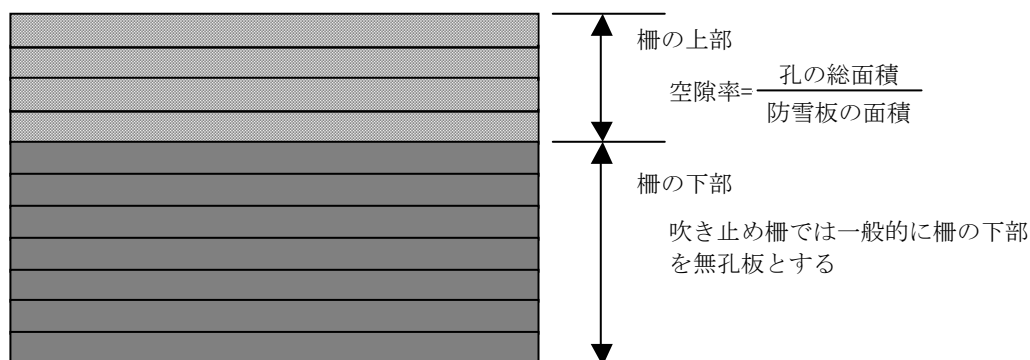 柵の上部
空隙率=孔の総面積/防雪板の面積
柵の下部
吹き止め柵では一般的に柵の下部
を無孔板とする